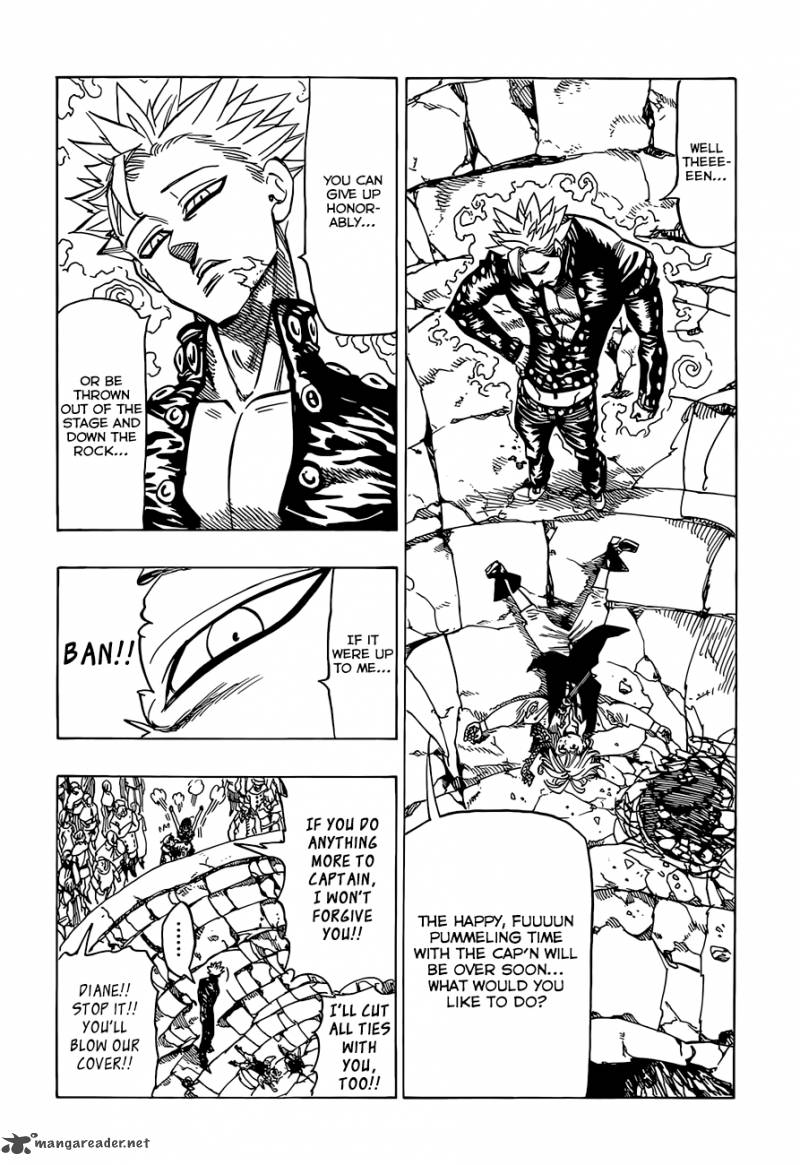 WELL
THEEE-
EEN...
THE HAPPY, FUUUUN
PUMMELING TIME
WITH THE CAP'N WILL
BE OVER SOON...
WHAT WOULD YOU
LIKE TO DO?
YOU CAN
GIVE UP
HONOR-
ABLY...
OR BE
THROWN
OUT OF THE
STAGE AND
DOWN THE
ROCK...
IF IT
WERE UP
TO ME...
BAN!!
IF YOU DO
ANYTHING
MORE TO
CAPTAIN,
I WON'T
FORGIVE
YOU!!
I'LL CUT
ALL TIES
WITH
YOU,
TOO!!
......
DIANE!!
STOP IT!!
YOU'LL
BLOW OUR
COVER!!
mangareader.net